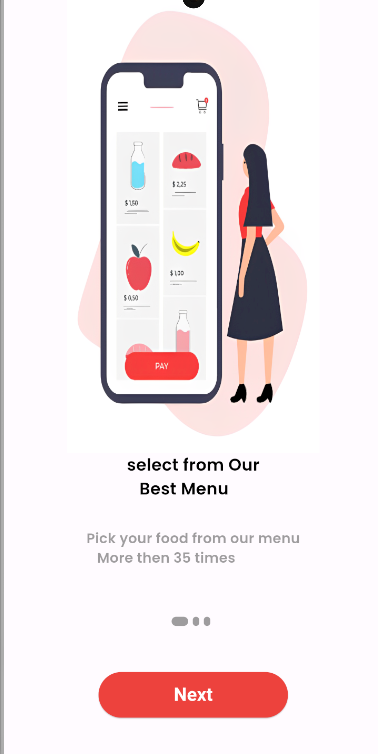 $ 1,50
$ 2,25
$ 0,50
$ 1,20
PAY
select from Our
Best Menu
Pick your food from our menu
More then 35 times
Next